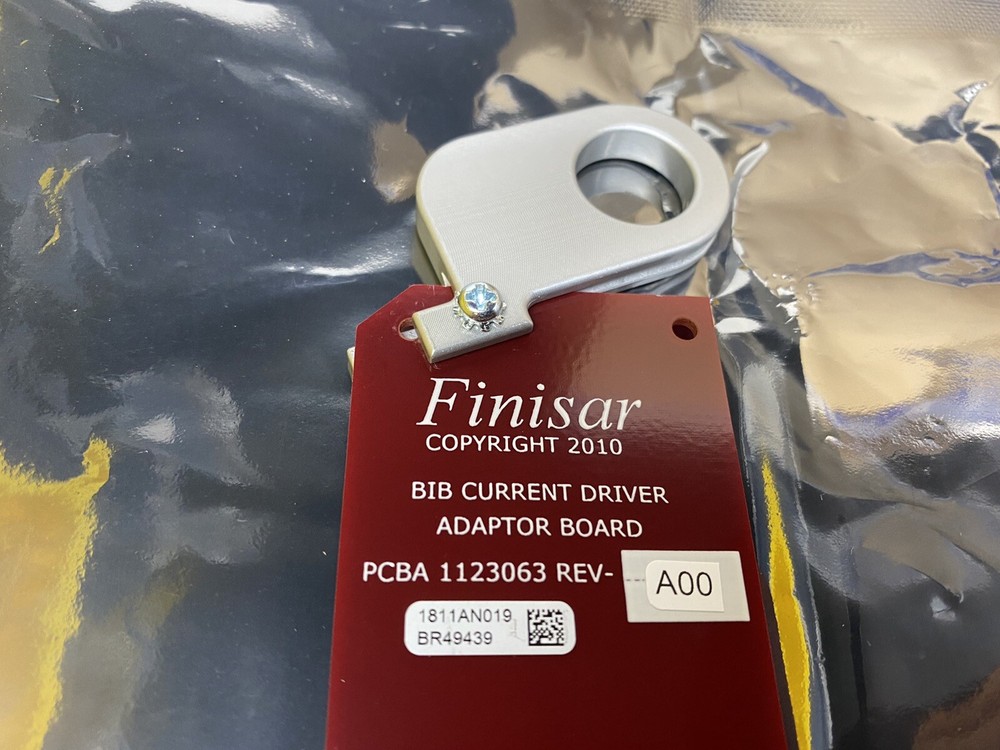 Finisar
COPYRIGHT 2010
BIB CURRENT DRIVER
ADAPTOR BOARD
PCBA 1123063 REV- A00
1811AN019
BR49439